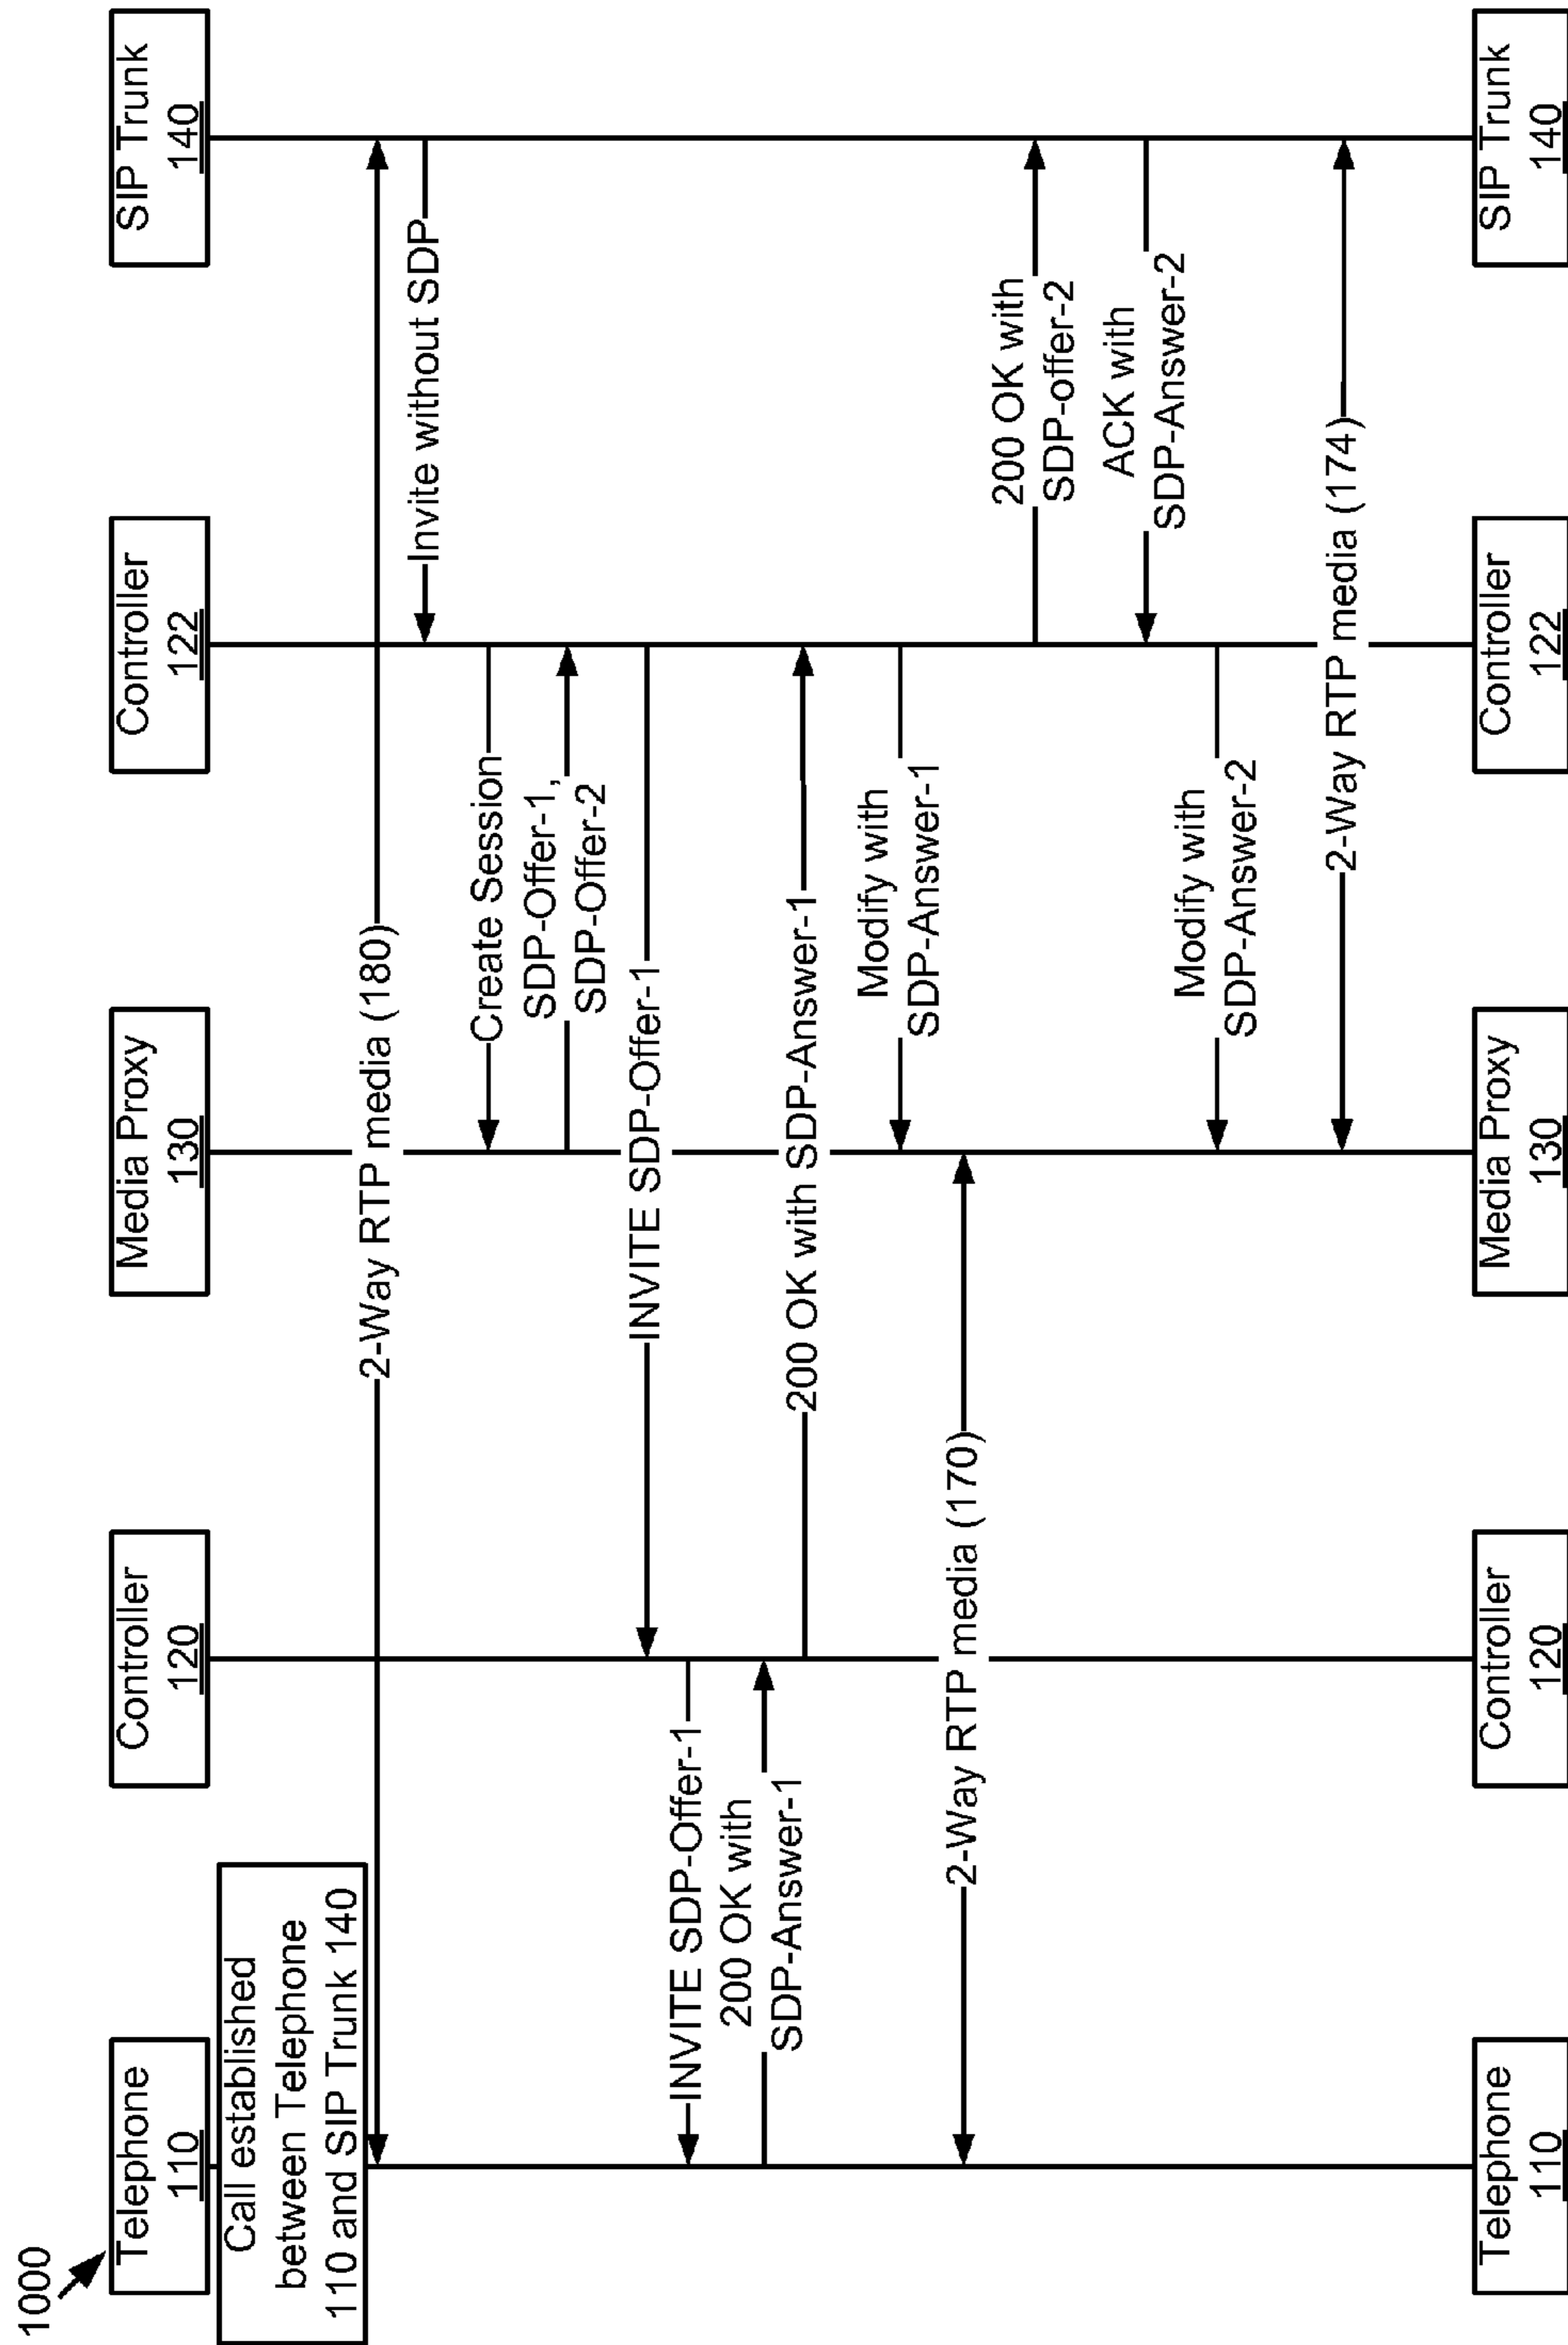 1000
Telephone
110
Controller
120
Media Proxy
130
Controller
122
SIP Trunk
140
Call established
between Telephone
110 and SIP Trunk 140
2-Way RTP media (180)
Invite without SDP
Create Session
SDP-Offer-1,
SDP-Offer-2
INVITE SDP-Offer-1
INVITE SDP-Offer-1
200 OK with
SDP-Answer-1
200 OK with SDP-Answer-1
Modify with
SDP-Answer-1
2-Way RTP media (170)
200 OK with
SDP-offer-2
ACK with
SDP-Answer-2
Modify with
SDP-Answer-2
2-Way RTP media (174)
Telephone
110
Controller
120
Media Proxy
130
Controller
122
SIP Trunk
140